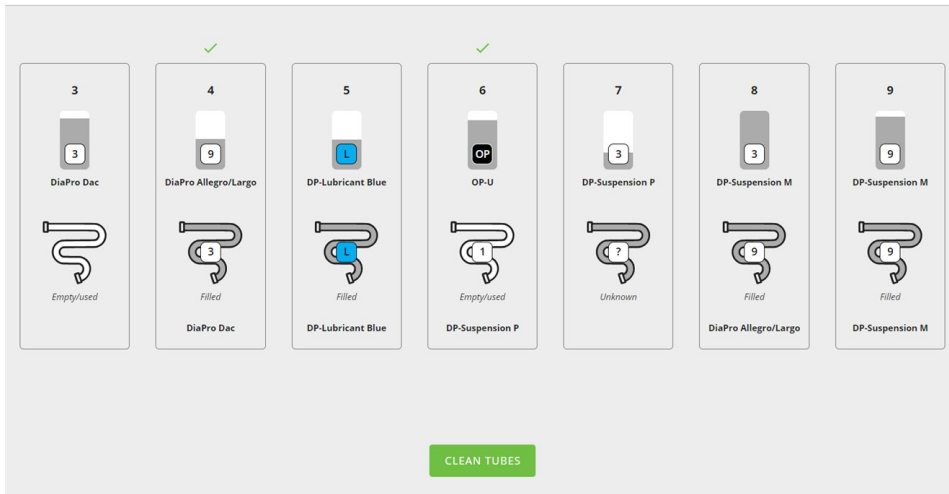 3 4 5 6 7 8 9
3 9 L OP 3 3 9
DiaPro Dac DiaPro Allegro/Largo DP-Lubricant Blue OP-U DP-Suspension P DP-Suspension M DP-Suspension M
3 L 1 ? 9 9
Empty/used Filled Filled Empty/used Unknown Filled Filled
DiaPro Dac DP-Lubricant Blue DP-Suspension P DiaPro Allegro/Largo DP-Suspension M
CLEAN TUBES